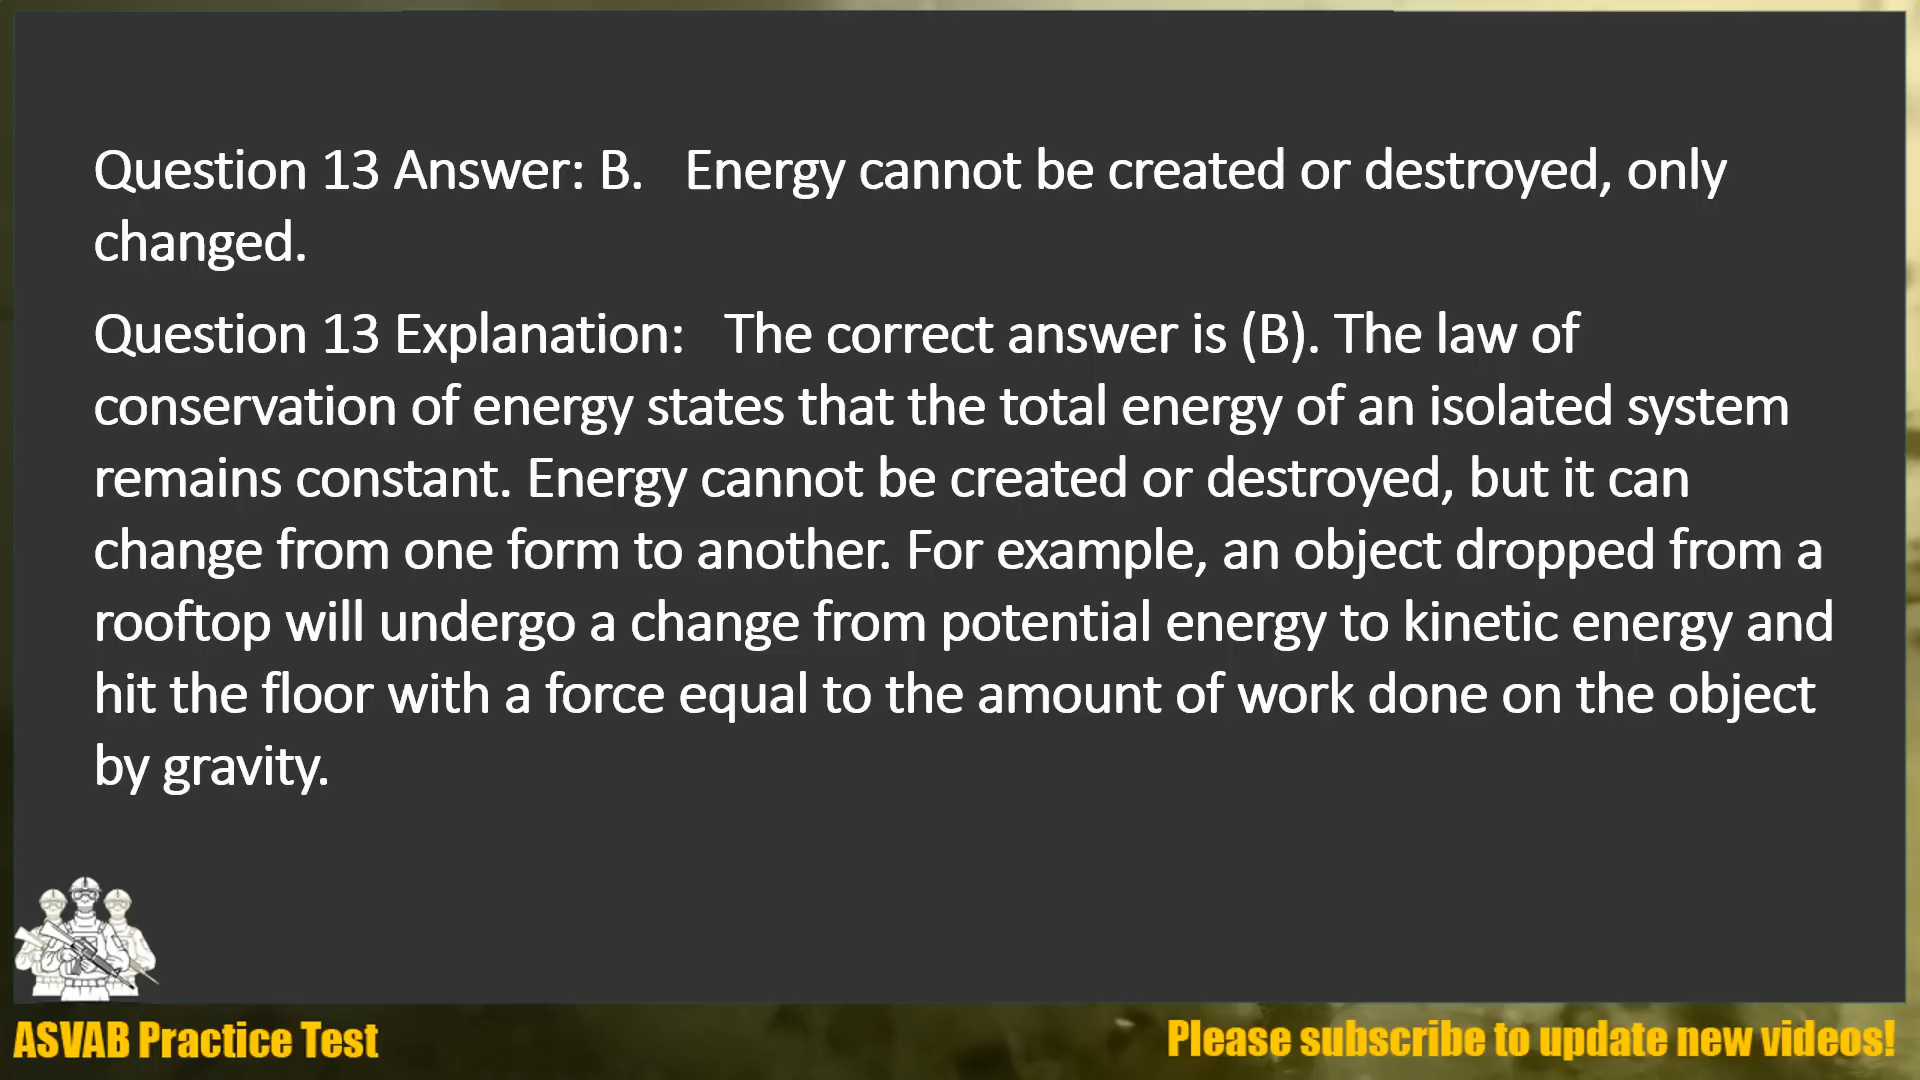 Question 13 Answer: B.   Energy cannot be created or destroyed, only
changed.
Question 13 Explanation:   The correct answer is (B). The law of
conservation of energy states that the total energy of an isolated system
remains constant. Energy cannot be created or destroyed, but it can
change from one form to another. For example, an object dropped from a
rooftop will undergo a change from potential energy to kinetic energy and
hit the floor with a force equal to the amount of work done on the object
by gravity.
ASVAB Practice Test
Please subscribe to update new videos!